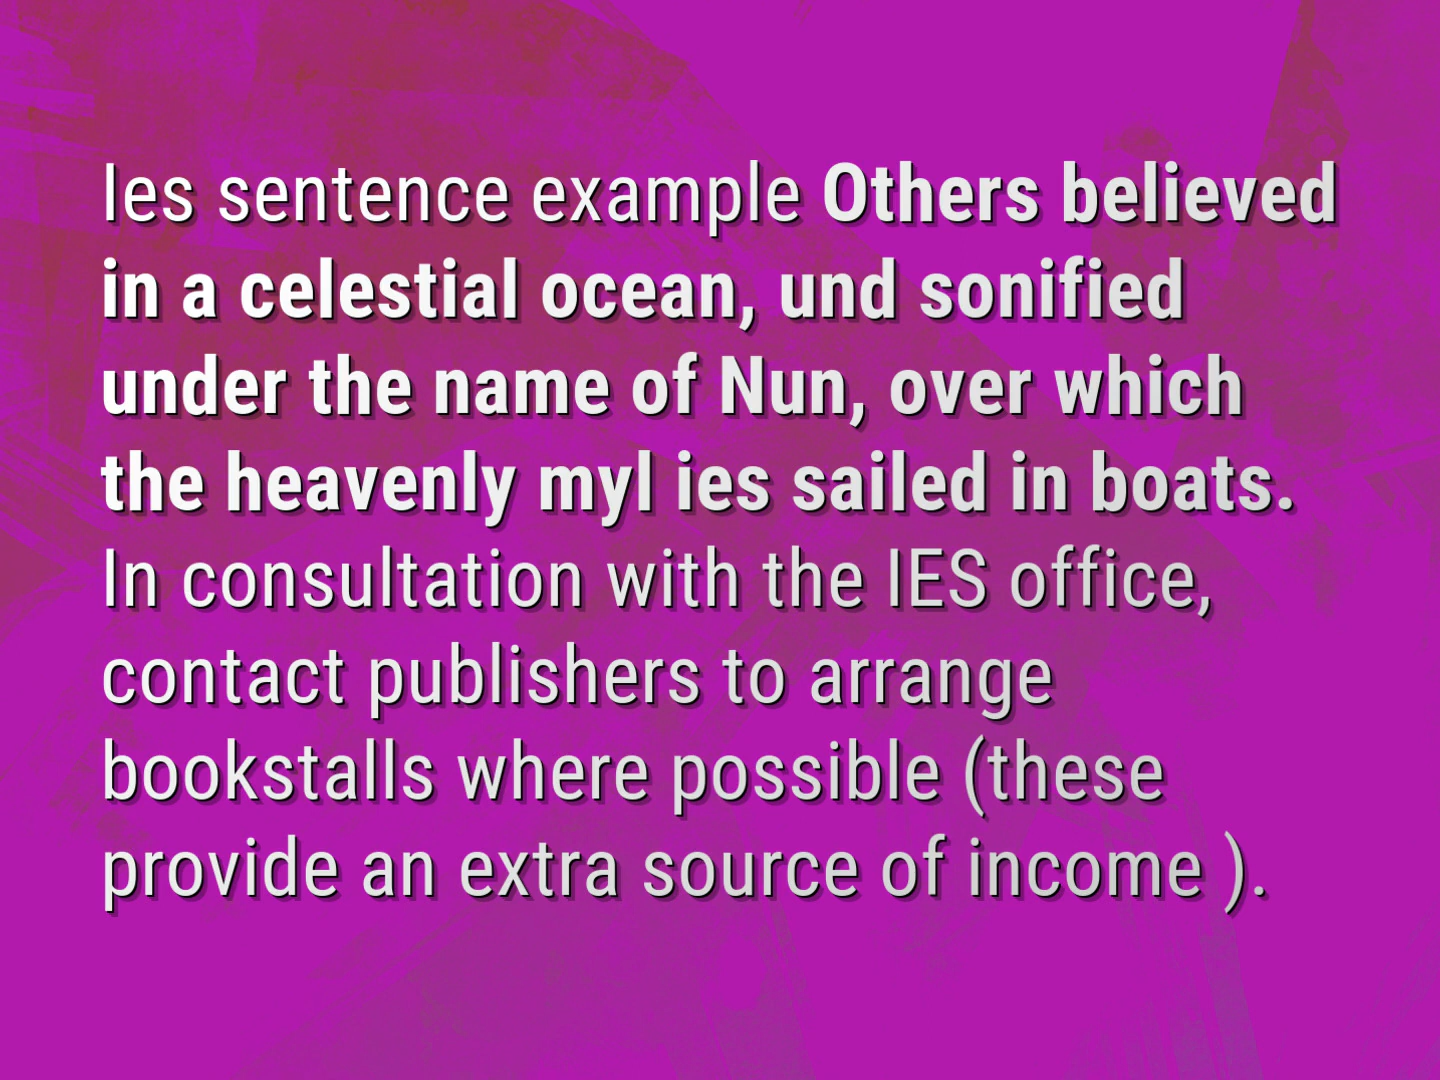 Ies sentence example Others believed
in a celestial ocean, und sonified
under the name of Nun, over which
the heavenly myl ies sailed in boats.
In consultation with the IES office,
contact publishers to arrange
bookstalls where possible (these
provide an extra source of income ).